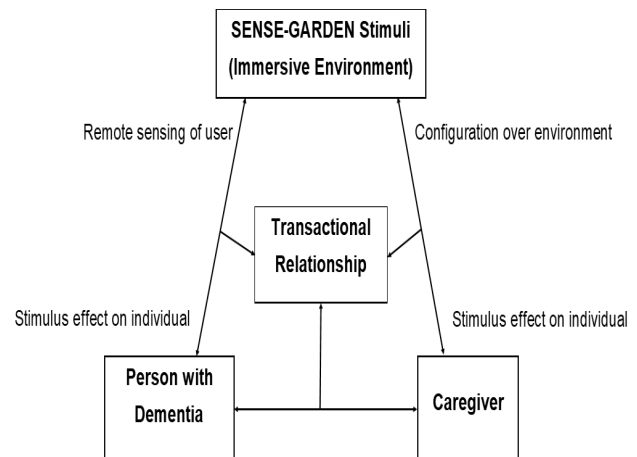 SENSE-GARDEN Stimuli
(Immersive Environment)
Remote sensing of user
Configuration over environment
Transactional
Relationship
Stimulus effect on individual
Stimulus effect on individual
Person with
Dementia
Caregiver